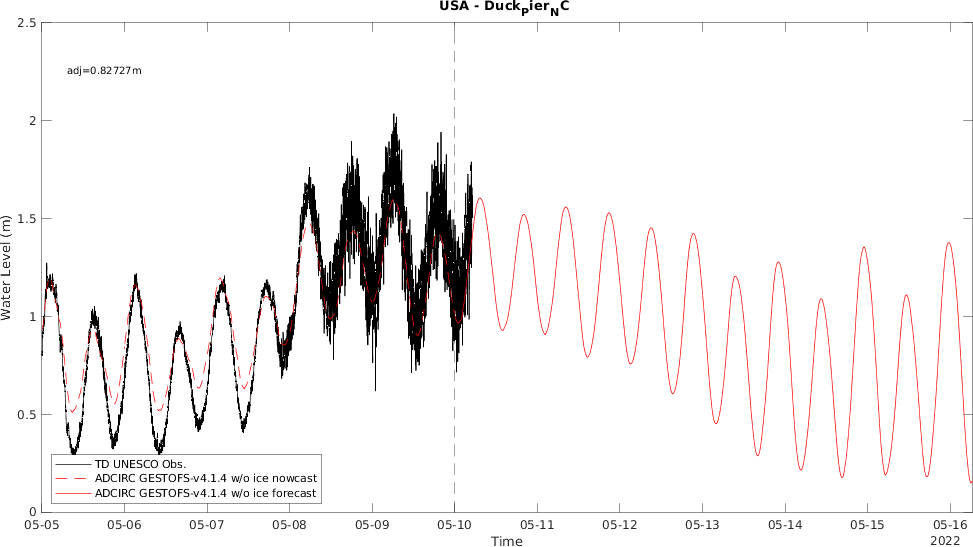 USA - DuckPierNC
2.5
adj=0.82727m
2
1.5
Water Level (m)
1
0.5
TD UNESCO Obs.
ADCIRC GESTOFS-v4.1.4 w/o ice nowcast
ADCIRC GESTOFS-v4.1.4 w/o ice forecast
0
05-05 05-06 05-07 05-08 05-09 05-10 05-11 05-12 05-13 05-14 05-15 05-16
Time
2022